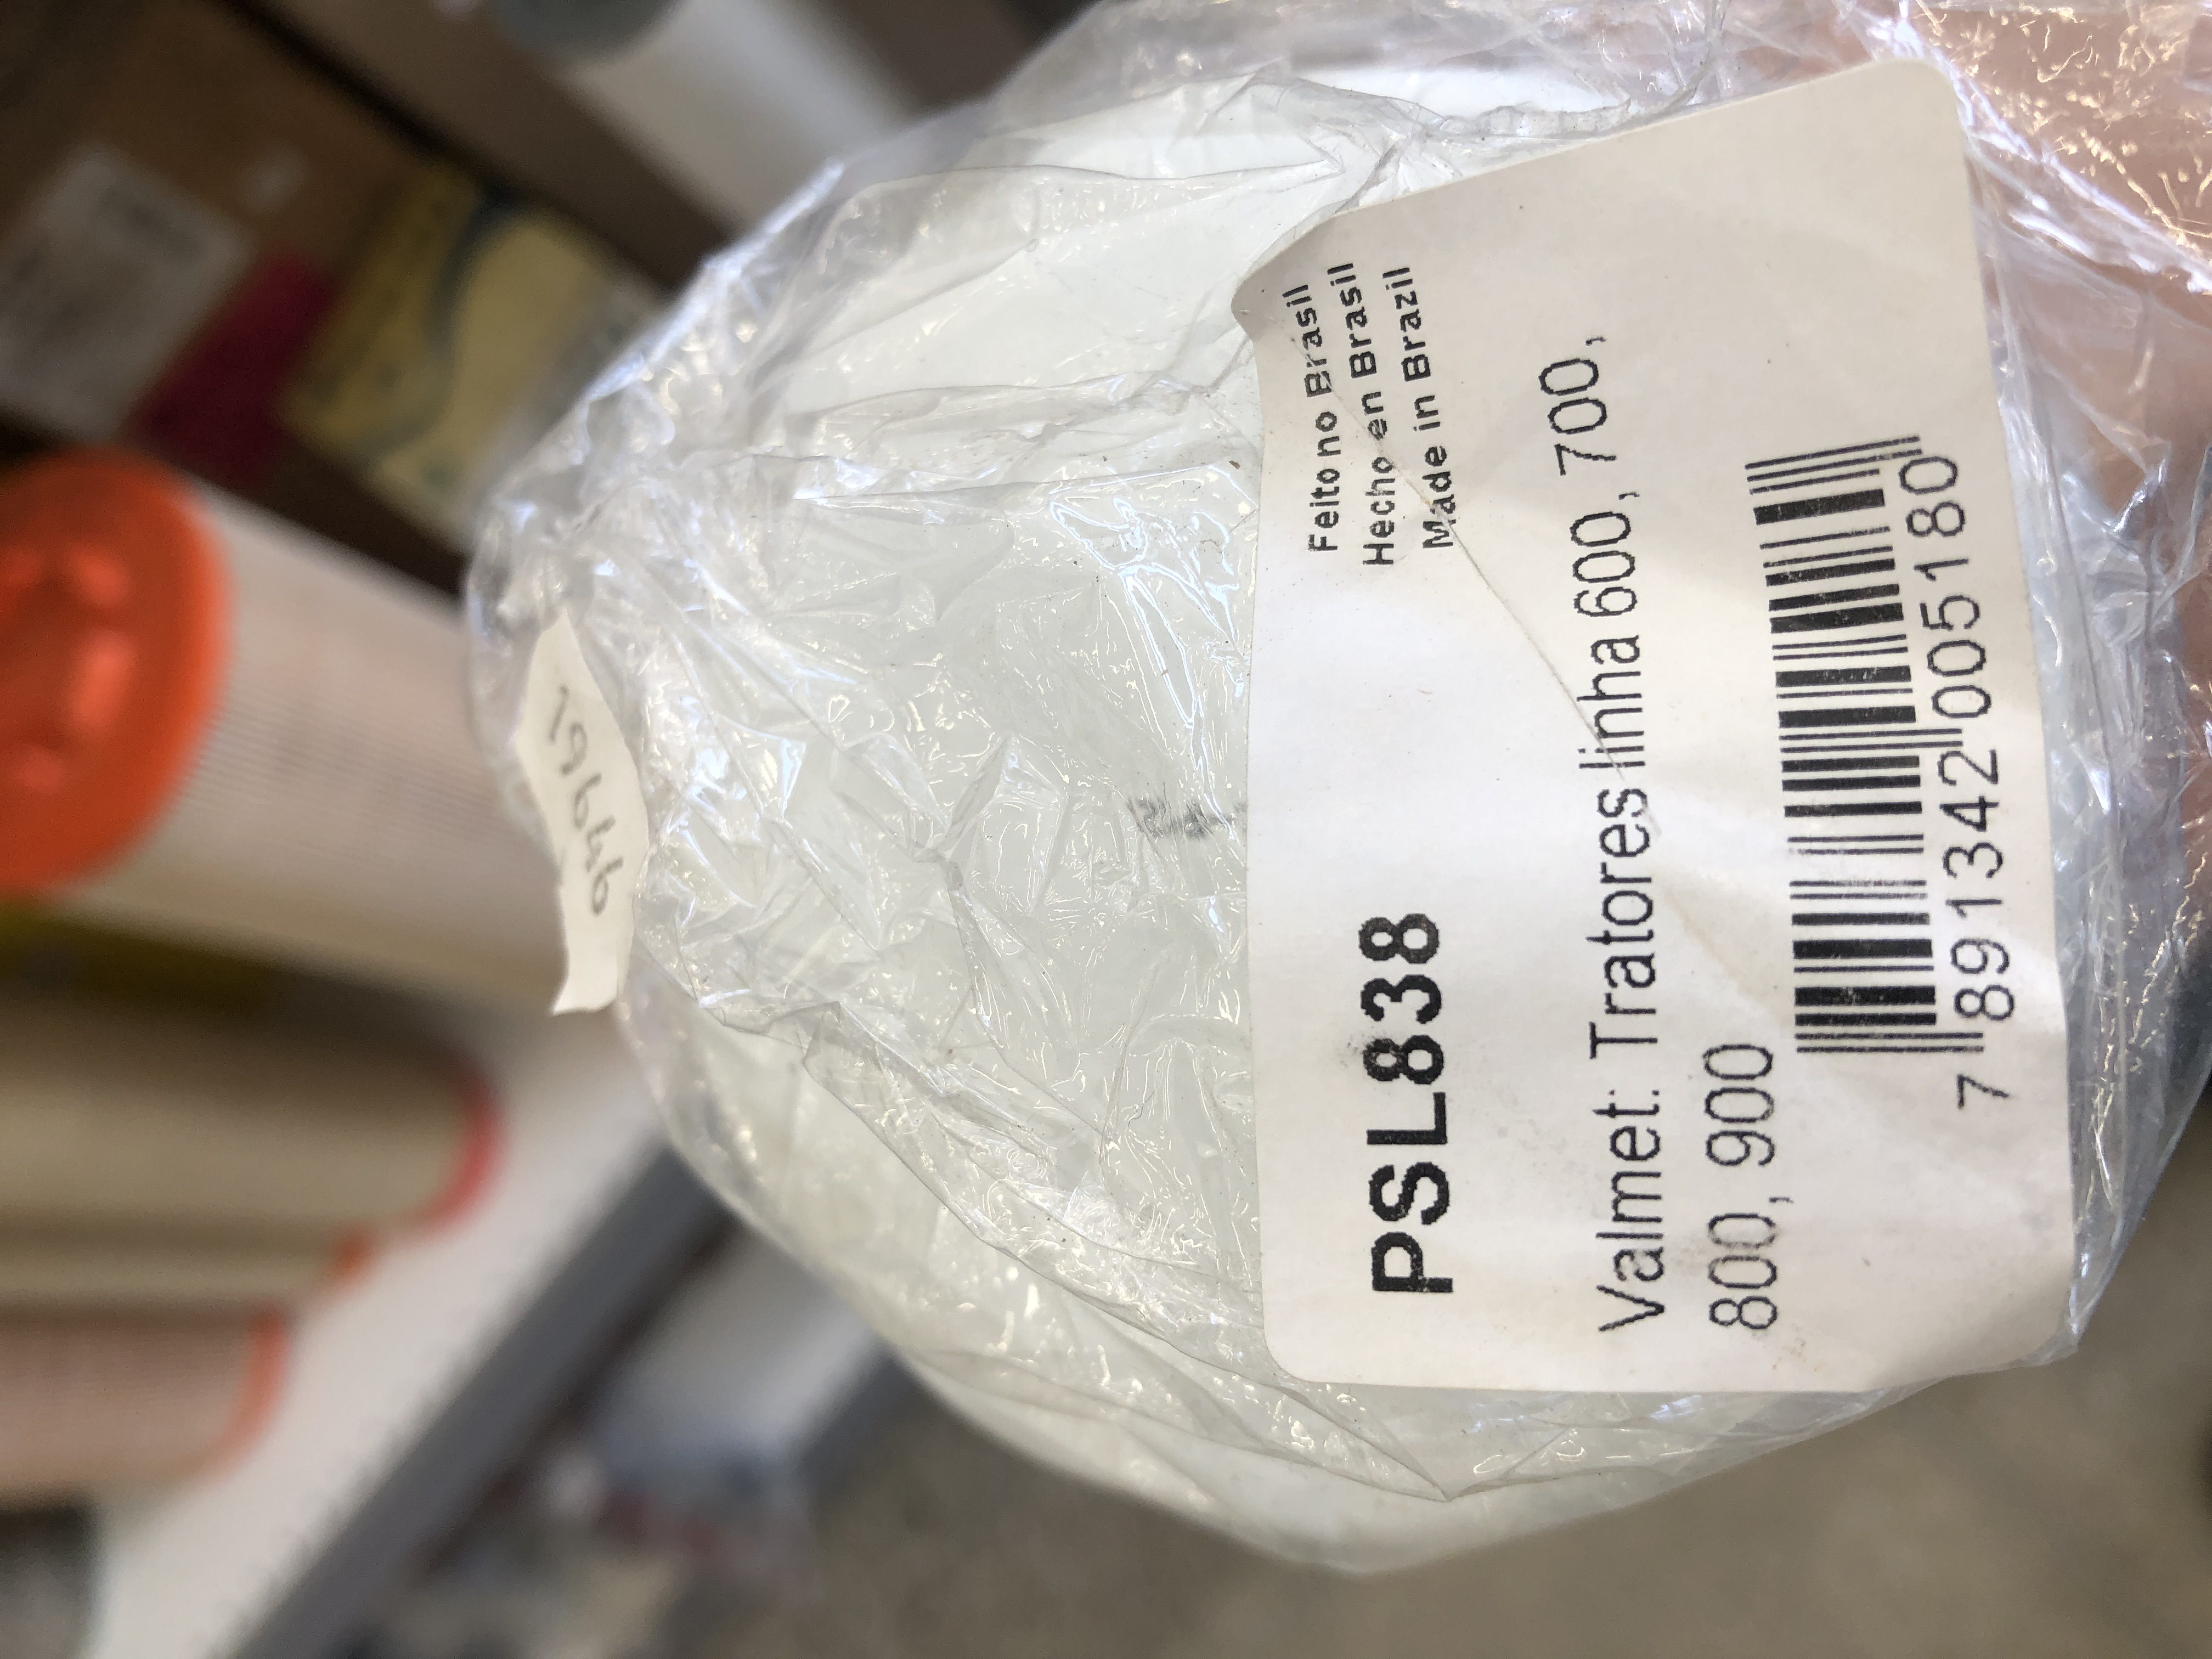 Feito no Brasil
Hecho en Brasil
Made in Brazil
PSL838
Valmet: Tratores linha 600, 700,
800, 900
7 891342 005180
19646